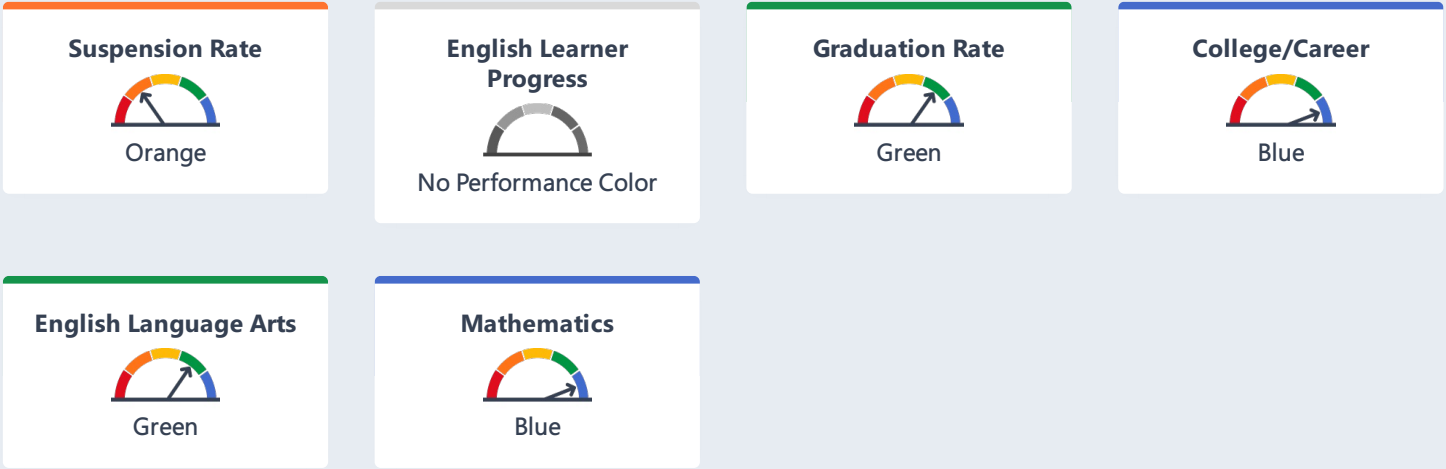 Suspension Rate
Orange
English Learner
Progress
No Performance Color
Graduation Rate
Green
College/Career
Blue
English Language Arts
Green
Mathematics
Blue